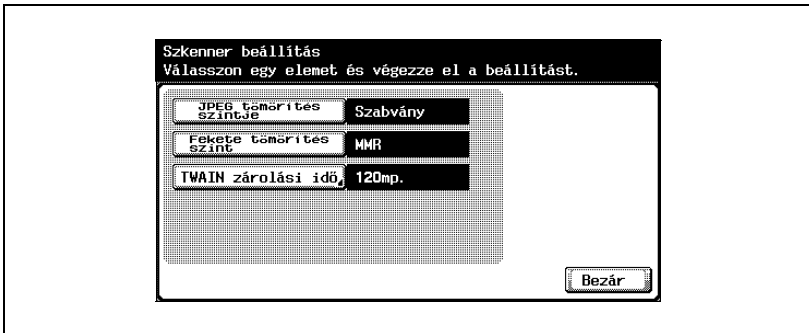 Szkenner beállítás
Válasszon egy elemet és végezze el a beállítást.
JPEG tömörítés
szintje
Szabvány
Fekete tömörítés
szint
MMR
TWAIN zárolási idő
120mp.
Bezár